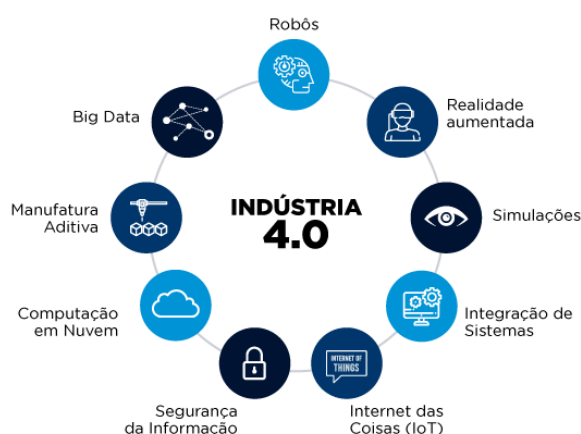 Robôs
Realidade
aumentada
Simulações
Integração de
Sistemas
INTERNET OF
THINGS
Internet das
Coisas (IoT)
Segurança
da Informação
Computação
em Nuvem
Manufatura
Aditiva
Big Data
INDÚSTRIA
4.0